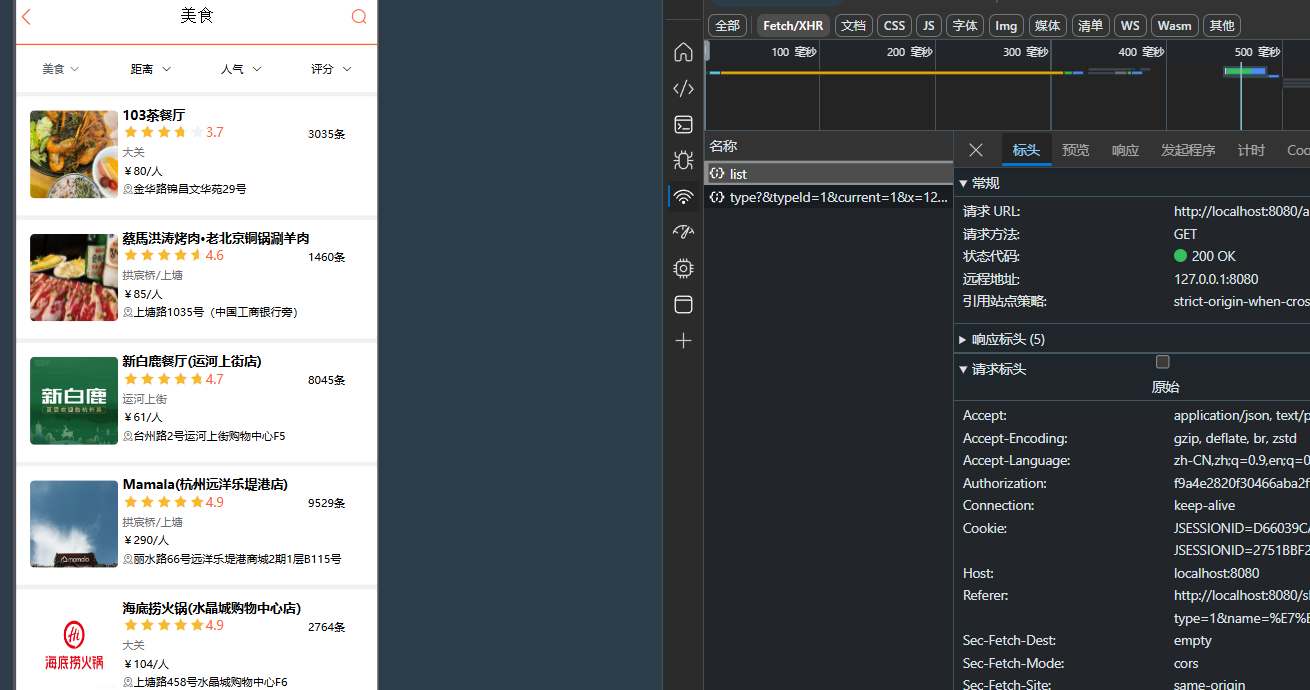 美食
美食
距离
人气
评分
103茶餐厅
3.7
3035条
大关
￥80/人
金华路锦昌文华苑29号
蔡馬洪涛烤肉·老北京铜锅涮羊肉
4.6
1460条
拱宸桥/上塘
￥85/人
上塘路1035号（中国工商银行旁）
新白鹿
新白鹿餐厅(运河上街店)
4.7
8045条
运河上街
￥61/人
台州路2号运河上街购物中心F5
mamala
Mamala(杭州远洋乐堤港店)
4.9
9529条
拱宸桥/上塘
￥290/人
丽水路66号远洋乐堤港商城2期1层B115号
Hi
海底捞火锅
海底捞火锅(水晶城购物中心店)
4.9
2764条
大关
￥104/人
上塘路458号水晶城购物中心F6
全部
Fetch/XHR
文档
CSS
JS
字体
Img
媒体
清单
WS
Wasm
其他
100 毫秒
200 毫秒
300 毫秒
400 毫秒
500 毫秒
名称
list
type?&typeId=1&current=1&x=12...
标头
预览
响应
发起程序
计时
Coo
常规
请求 URL:
http://localhost:8080/a
请求方法:
GET
状态代码:
200 OK
远程地址:
127.0.0.1:8080
引用站点策略:
strict-origin-when-cros
响应标头 (5)
请求标头
原始
Accept:
application/json, text/p
Accept-Encoding:
gzip, deflate, br, zstd
Accept-Language:
zh-CN,zh;q=0.9,en;q=0
Authorization:
f9a4e2820f30466aba2f
Connection:
keep-alive
Cookie:
JSESSIONID=D66039CA
JSESSIONID=2751BBF2
Host:
localhost:8080
Referer:
http://localhost:8080/sh
type=1&name=%E7%B
Sec-Fetch-Dest:
empty
Sec-Fetch-Mode:
cors
Sec-Fetch-Site:
same-origin